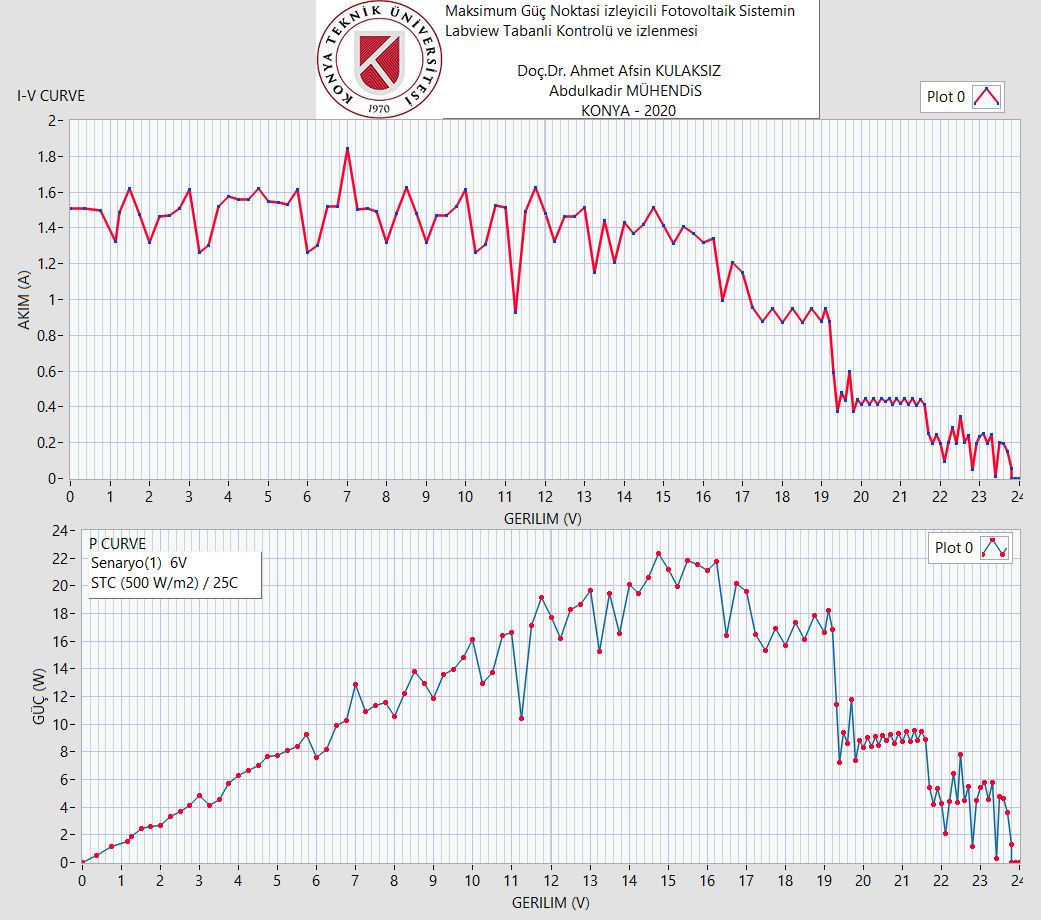 Maksimum Güç Noktasi izleyicili Fotovoltaik Sistemin
Labview Tabanli Kontrolü ve izlenmesi
Doç.Dr. Ahmet Afsin KULAKSIZ
Abdulkadir MÜHENDiS
KONYA - 2020
KONYA TEKNİK ÜNİVERSİTESİ
1970
I-V CURVE
Plot 0
2
1.8
1.6
1.4
1.2
1
0.8
0.6
0.4
0.2
0
AKIM (A)
0 1 2 3 4 5 6 7 8 9 10 11 12 13 14 15 16 17 18 19 20 21 22 23 24
GERILIM (V)
P CURVE
Senaryo(1) 6V
STC (500 W/m2) / 25C
Plot 0
24
22
20
18
16
14
12
10
8
6
4
2
0
GÜÇ (W)
0 1 2 3 4 5 6 7 8 9 10 11 12 13 14 15 16 17 18 19 20 21 22 23 24
GERILIM (V)